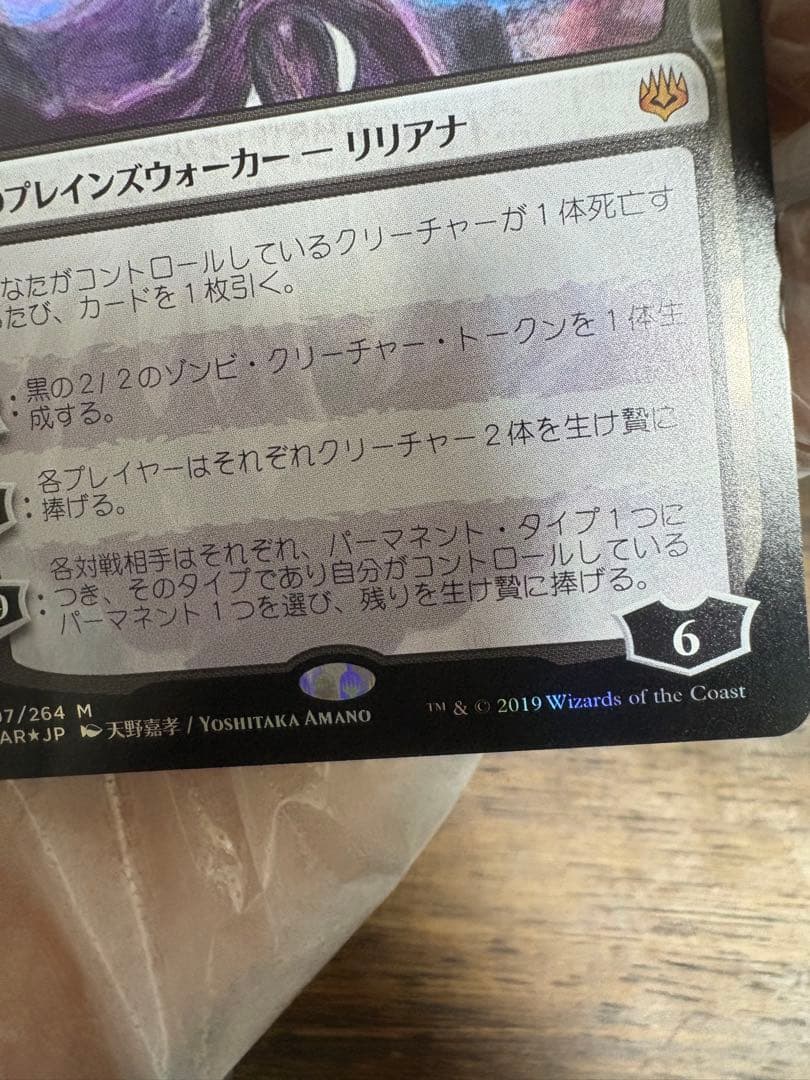 のプレインズウォーカー — リリアナ
なたがコントロールしているクリーチャーが1体死亡す
たび、カードを1枚引く。
:黒の2/2のゾンビ・クリーチャー・トークンを1体生
成する。
各プレイヤーはそれぞれクリーチャー2体を生け贄に
:捧げる。
各対戦相手はそれぞれ、パーマネント・タイプ1つに
:つき、そのタイプであり自分がコントロールしている
パーマネント1つを選び、残りを生け贄に捧げる。
6
7/264 M
AR★JP 天野嘉孝 / YOSHITAKA AMANO
™ & © 2019 Wizards of the Coast